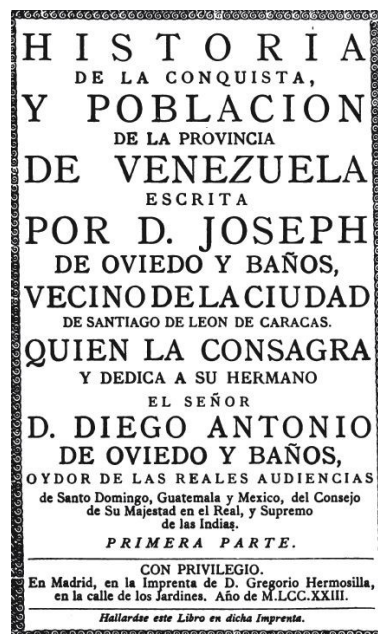 HISTORIA
DE LA CONQUISTA,
Y POBLACION
DE LA PROVINCIA
DE VENEZUELA
ESCRITA
POR D. JOSEPH
DE OVIEDO Y BAÑOS,
VECINO DE LA CIUDAD
DE SANTIAGO DE LEON DE CARACAS.
QUIEN LA CONSAGRA
Y DEDICA A SU HERMANO
EL SEÑOR
D. DIEGO ANTONIO
DE OVIEDO Y BAÑOS,
OYDOR DE LAS REALES AUDIENCIAS
de Santo Domingo, Guatemala y Mexico, del Consejo
de Su Majestad en el Real, y Supremo
de las Indias.
PRIMERA PARTE.
CON PRIVILEGIO.
En Madrid, en la Imprenta de D. Gregorio Hermosilla,
en la calle de los Jardines. Año de M.LCC.XXIII.
Hallaráse este Libro en dicha Imprenta.